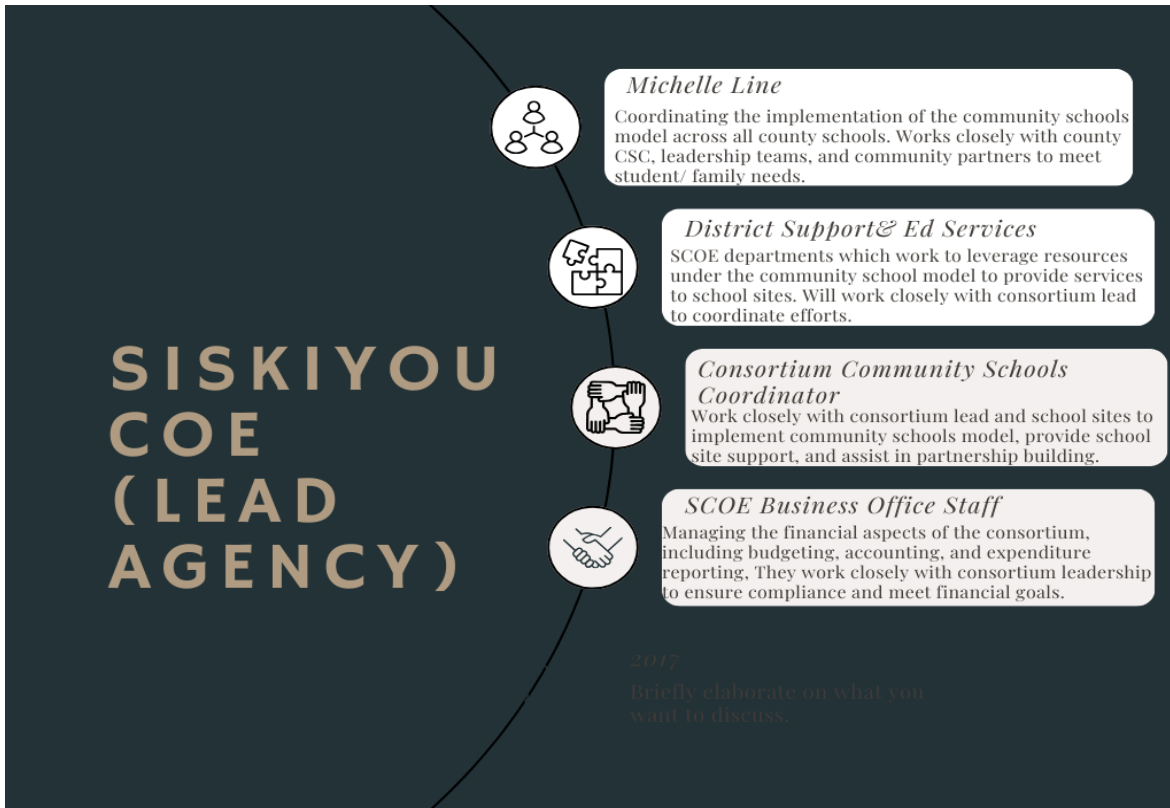 SISKIYOU
COE
(LEAD
AGENCY)
Michelle Line
Coordinating the implementation of the community schools
model across all county schools. Works closely with county
CSC, leadership teams, and community partners to meet
student/ family needs.
District Support& Ed Services
SCOE departments which work to leverage resources
under the community school model to provide services
to school sites. Will work closely with consortium lead
to coordinate efforts.
Consortium Community Schools
Coordinator
Work closely with consortium lead and school sites to
implement community schools model, provide school
site support, and assist in partnership building.
SCOE Business Office Staff
Managing the financial aspects of the consortium,
including budgeting, accounting, and expenditure
reporting, They work closely with consortium leadership
to ensure compliance and meet financial goals.
2017
Briefly elaborate on what you
want to discuss.